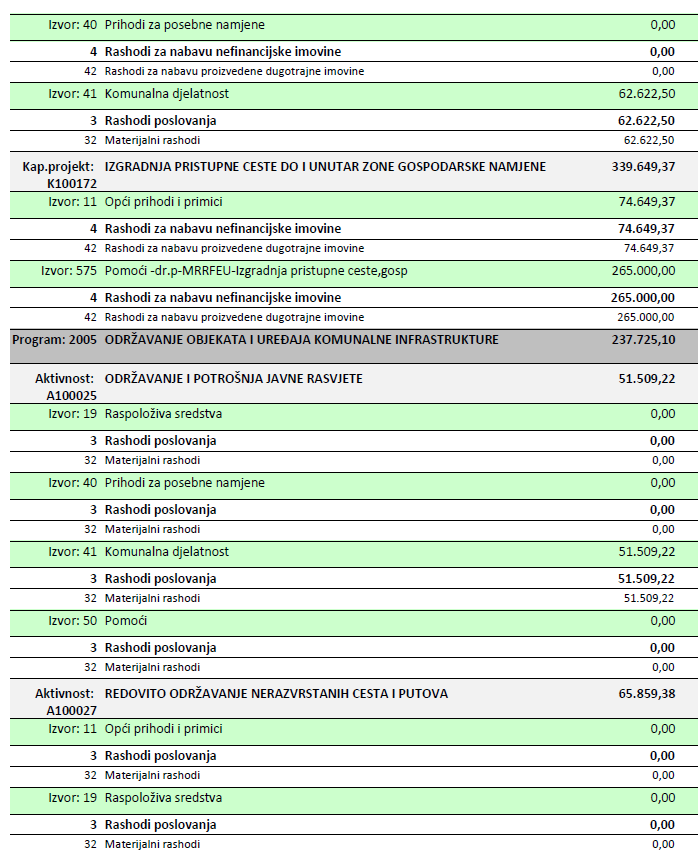 Izvor: 40 Prihodi za posebne namjene 0,00
4 Rashodi za nabavu nefinancijske imovine 0,00
42 Rashodi za nabavu proizvedene dugotrajne imovine 0,00
Izvor: 41 Komunalna djelatnost 62.622,50
3 Rashodi poslovanja 62.622,50
32 Materijalni rashodi 62.622,50
Kap.projekt: IZGRADNJA PRISTUPNE CESTE DO I UNUTAR ZONE GOSPODARSKE NAMJENE 339.649,37
K100172
Izvor: 11 Opći prihodi i primici 74.649,37
4 Rashodi za nabavu nefinancijske imovine 74.649,37
42 Rashodi za nabavu proizvedene dugotrajne imovine 74.649,37
Izvor: 575 Pomoći -dr.p-MRRFEU-Izgradnja pristupne ceste,gosp 265.000,00
4 Rashodi za nabavu nefinancijske imovine 265.000,00
42 Rashodi za nabavu proizvedene dugotrajne imovine 265.000,00
Program: 2005 ODRŽAVANJE OBJEKATA I UREĐAJA KOMUNALNE INFRASTRUKTURE 237.725,10
Aktivnost: ODRŽAVANJE I POTROŠNJA JAVNE RASVJETE 51.509,22
A100025
Izvor: 19 Raspoloživa sredstva 0,00
3 Rashodi poslovanja 0,00
32 Materijalni rashodi 0,00
Izvor: 40 Prihodi za posebne namjene 0,00
3 Rashodi poslovanja 0,00
32 Materijalni rashodi 0,00
Izvor: 41 Komunalna djelatnost 51.509,22
3 Rashodi poslovanja 51.509,22
32 Materijalni rashodi 51.509,22
Izvor: 50 Pomoći 0,00
3 Rashodi poslovanja 0,00
32 Materijalni rashodi 0,00
Aktivnost: REDOVITO ODRŽAVANJE NERAZVRSTANIH CESTA I PUTOVA 65.859,38
A100027
Izvor: 11 Opći prihodi i primici 0,00
3 Rashodi poslovanja 0,00
32 Materijalni rashodi 0,00
Izvor: 19 Raspoloživa sredstva 0,00
3 Rashodi poslovanja 0,00
32 Materijalni rashodi 0,00